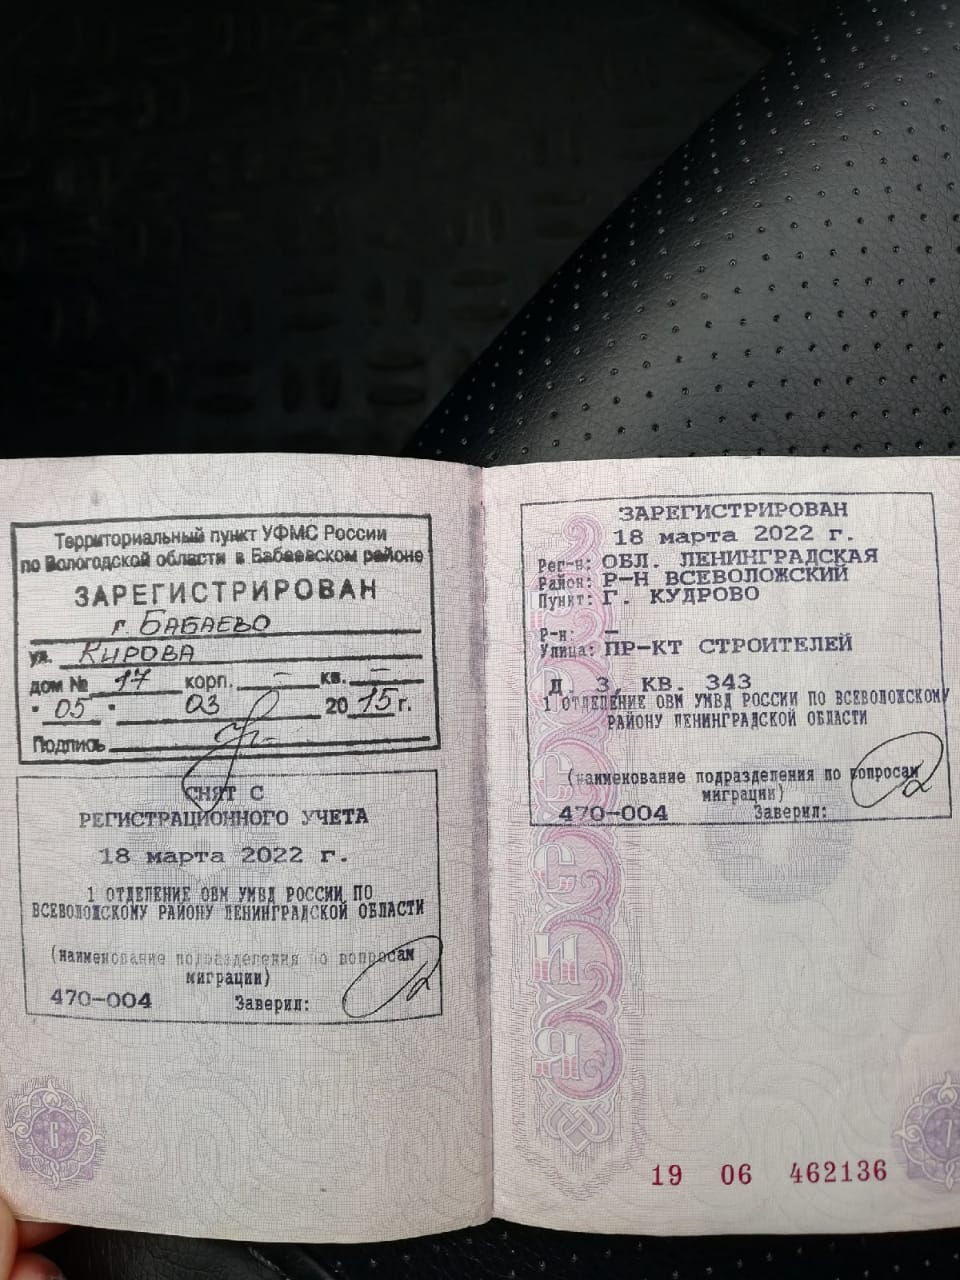 Территориальный пункт УФМС России
по Вологодской области в Бабаевском районе
ЗАРЕГИСТРИРОВАН
г. БАБАЕВО
ул. КИРОВА
дом № 17 корп. — кв. —
" 05 " 03 2015 г.
Подпись
СНЯТ С
РЕГИСТРАЦИОННОГО УЧЕТА
18 марта 2022 г.
1 ОТДЕЛЕНИЕ ОВМ УМВД РОССИИ ПО
ВСЕВОЛОЖСКОМУ РАЙОНУ ЛЕНИНГРАДСКОЙ ОБЛАСТИ
(наименование подразделения по вопросам
миграции)
470-004 Заверил:
6
ЗАРЕГИСТРИРОВАН
18 марта 2022 г.
Рег-н: ОБЛ. ЛЕНИНГРАДСКАЯ
Район: Р-Н ВСЕВОЛОЖСКИЙ
Пункт: Г. КУДРОВО
Р-н: —
Улица: ПР-КТ СТРОИТЕЛЕЙ
Д. 3, КВ. 343
1 ОТДЕЛЕНИЕ ОВМ УМВД РОССИИ ПО ВСЕВОЛОЖСКОМУ
РАЙОНУ ЛЕНИНГРАДСКОЙ ОБЛАСТИ
(наименование подразделения по вопросам
миграции)
470-004 Заверил:
19 06 462136
7